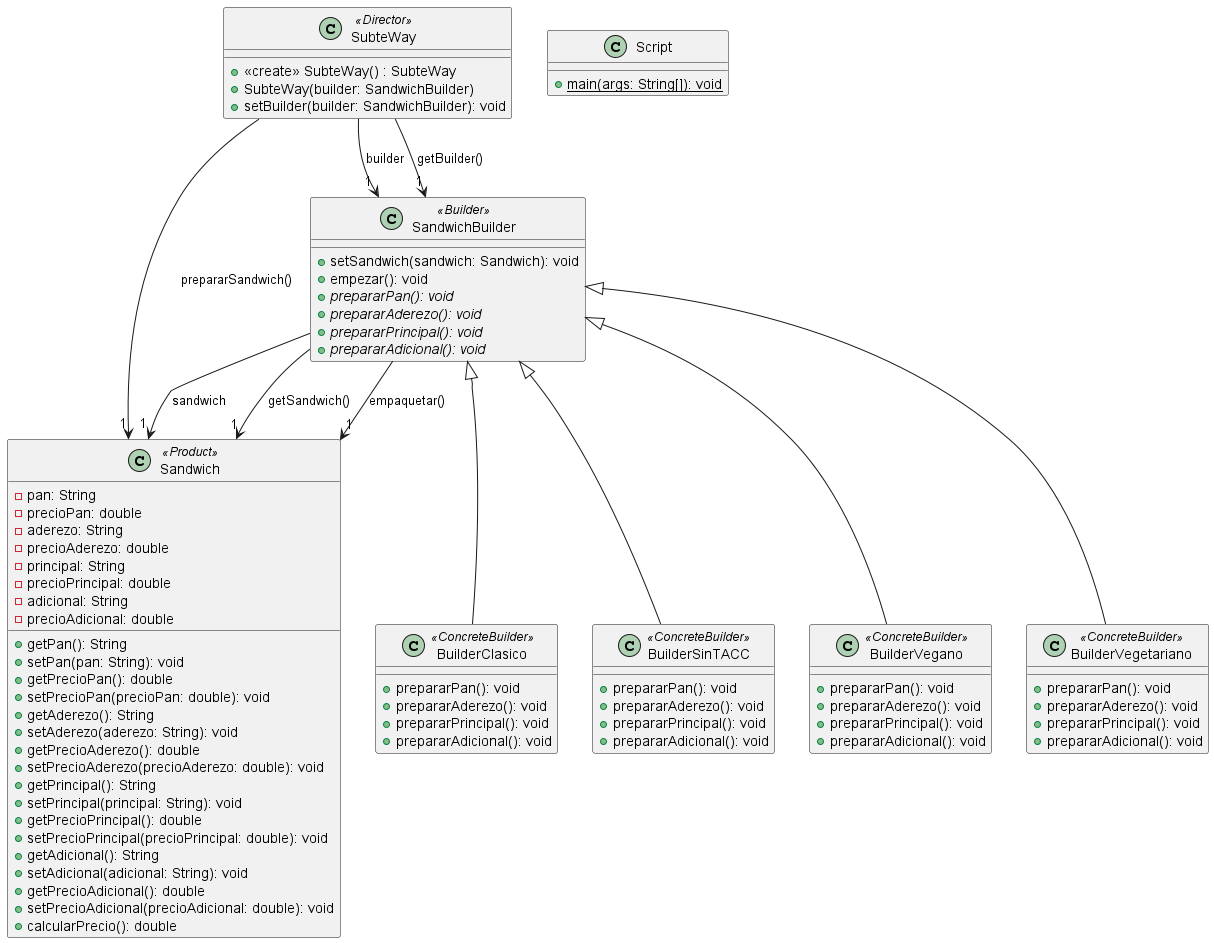 «Director»
C
SubteWay
«create» SubteWay() : SubteWay
SubteWay(builder: SandwichBuilder)
setBuilder(builder: SandwichBuilder): void
C Script
main(args: String[]): void
builder
getBuilder()
1
1
«Builder»
C
SandwichBuilder
setSandwich(sandwich: Sandwich): void
empezar(): void
prepararPan(): void
prepararAderezo(): void
prepararPrincipal(): void
prepararAdicional(): void
prepararSandwich()
sandwich
getSandwich()
empaquetar()
1
1
1
1
«Product»
C
Sandwich
pan: String
precioPan: double
aderezo: String
precioAderezo: double
principal: String
precioPrincipal: double
adicional: String
precioAdicional: double
getPan(): String
setPan(pan: String): void
getPrecioPan(): double
setPrecioPan(precioPan: double): void
getAderezo(): String
setAderezo(aderezo: String): void
getPrecioAderezo(): double
setPrecioAderezo(precioAderezo: double): void
getPrincipal(): String
setPrincipal(principal: String): void
getPrecioPrincipal(): double
setPrecioPrincipal(precioPrincipal: double): void
getAdicional(): String
setAdicional(adicional: String): void
getPrecioAdicional(): double
setPrecioAdicional(precioAdicional: double): void
calcularPrecio(): double
«ConcreteBuilder»
C
BuilderClasico
prepararPan(): void
prepararAderezo(): void
prepararPrincipal(): void
prepararAdicional(): void
«ConcreteBuilder»
C
BuilderSinTACC
prepararPan(): void
prepararAderezo(): void
prepararPrincipal(): void
prepararAdicional(): void
«ConcreteBuilder»
C
BuilderVegano
prepararPan(): void
prepararAderezo(): void
prepararPrincipal(): void
prepararAdicional(): void
«ConcreteBuilder»
C
BuilderVegetariano
prepararPan(): void
prepararAderezo(): void
prepararPrincipal(): void
prepararAdicional(): void